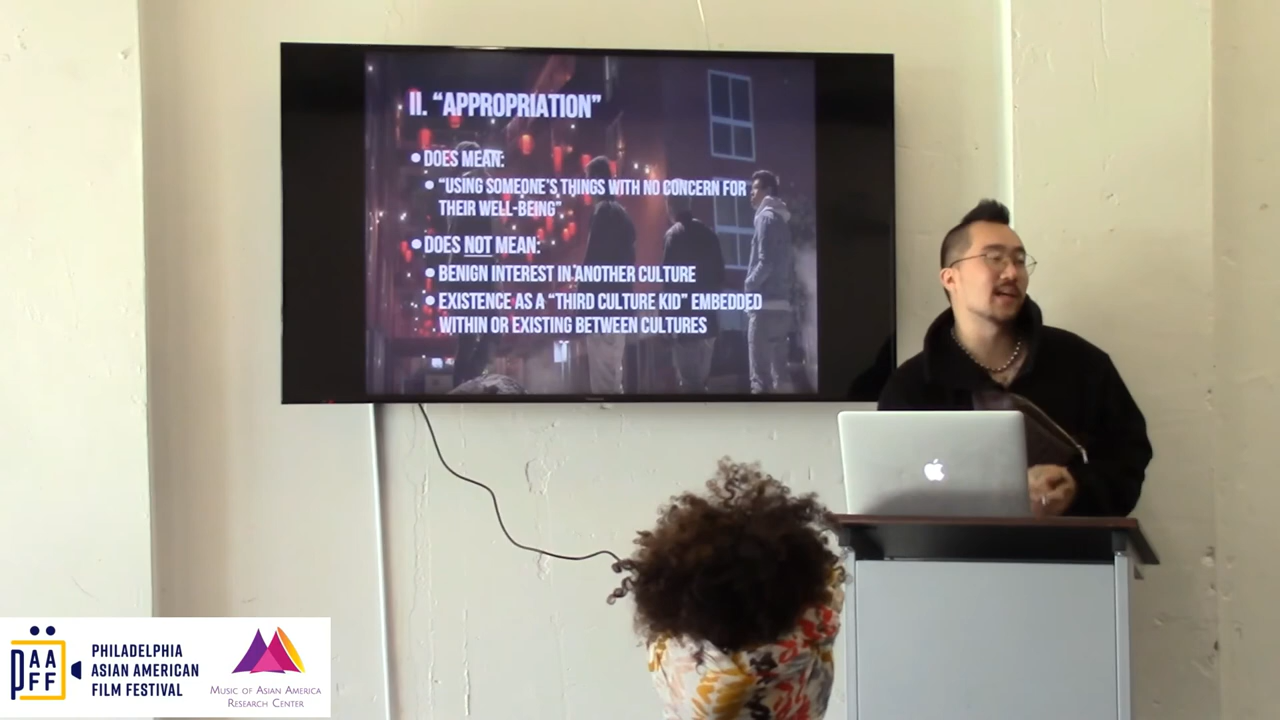 II. “APPROPRIATION”
• DOES MEAN:
• “USING SOMEONE’S THINGS WITH NO CONCERN FOR
THEIR WELL-BEING”
• DOES NOT MEAN:
• BENIGN INTEREST IN ANOTHER CULTURE
• EXISTENCE AS A “THIRD CULTURE KID” EMBEDDED
WITHIN OR EXISTING BETWEEN CULTURES
PAAFF
PHILADELPHIA
ASIAN AMERICAN
FILM FESTIVAL
MUSIC OF ASIAN AMERICA
RESEARCH CENTER